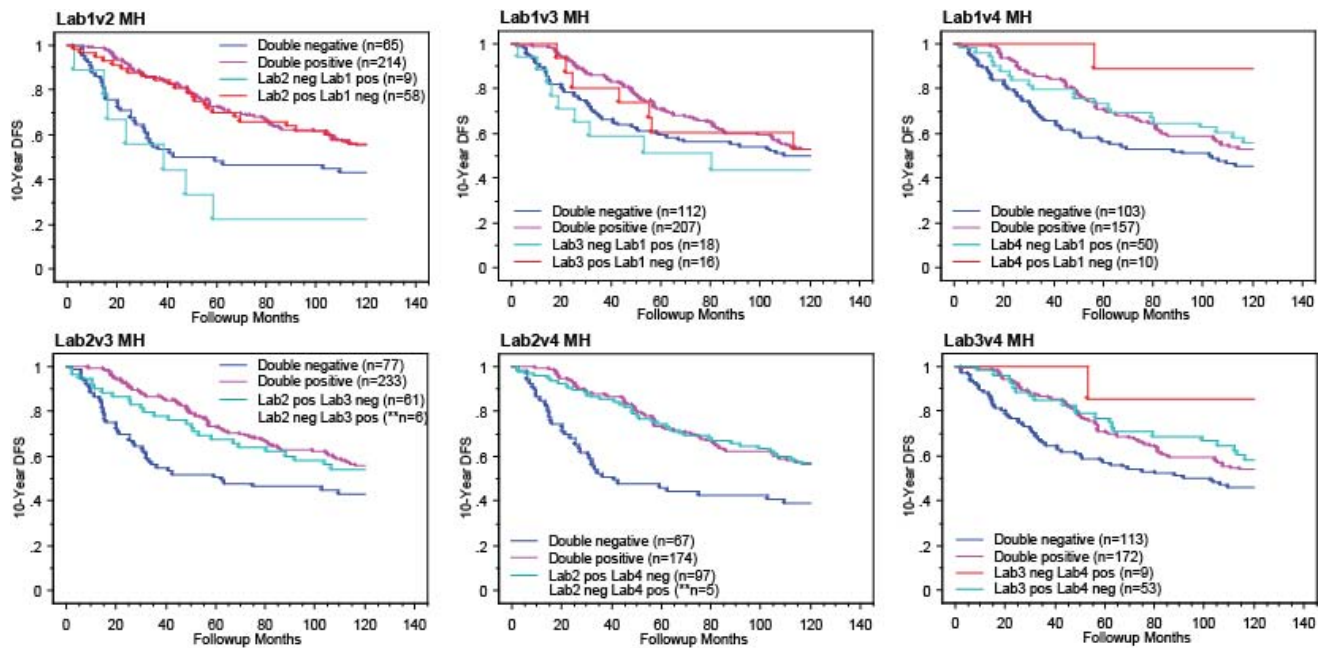 Lab1v2 MH
Double negative (n=65)
Double positive (n=214)
Lab2 neg Lab1 pos (n=9)
Lab2 pos Lab1 neg (n=58)
10-Year DFS
1
.8
.6
.4
.2
0
0 20 40 60 80 100 120 140
Followup Months
Lab1v3 MH
Double negative (n=112)
Double positive (n=207)
Lab3 neg Lab1 pos (n=18)
Lab3 pos Lab1 neg (n=16)
10-Year DFS
1
.8
.6
.4
.2
0
0 20 40 60 80 100 120 140
Followup Months
Lab1v4 MH
Double negative (n=103)
Double positive (n=157)
Lab4 neg Lab1 pos (n=50)
Lab4 pos Lab1 neg (n=10)
10-Year DFS
1
.8
.6
.4
.2
0
0 20 40 60 80 100 120 140
Followup Months
Lab2v3 MH
Double negative (n=77)
Double positive (n=233)
Lab2 pos Lab3 neg (n=61)
Lab2 neg Lab3 pos (**n=6)
10-Year DFS
1
.8
.6
.4
.2
0
0 20 40 60 80 100 120 140
Followup Months
Lab2v4 MH
Double negative (n=67)
Double positive (n=174)
Lab2 pos Lab4 neg (n=97)
Lab2 neg Lab4 pos (**n=5)
10-Year DFS
1
.8
.6
.4
.2
0
0 20 40 60 80 100 120 140
Followup Months
Lab3v4 MH
Double negative (n=113)
Double positive (n=172)
Lab3 neg Lab4 pos (n=9)
Lab3 pos Lab4 neg (n=53)
10-Year DFS
1
.8
.6
.4
.2
0
0 20 40 60 80 100 120 140
Followup Months